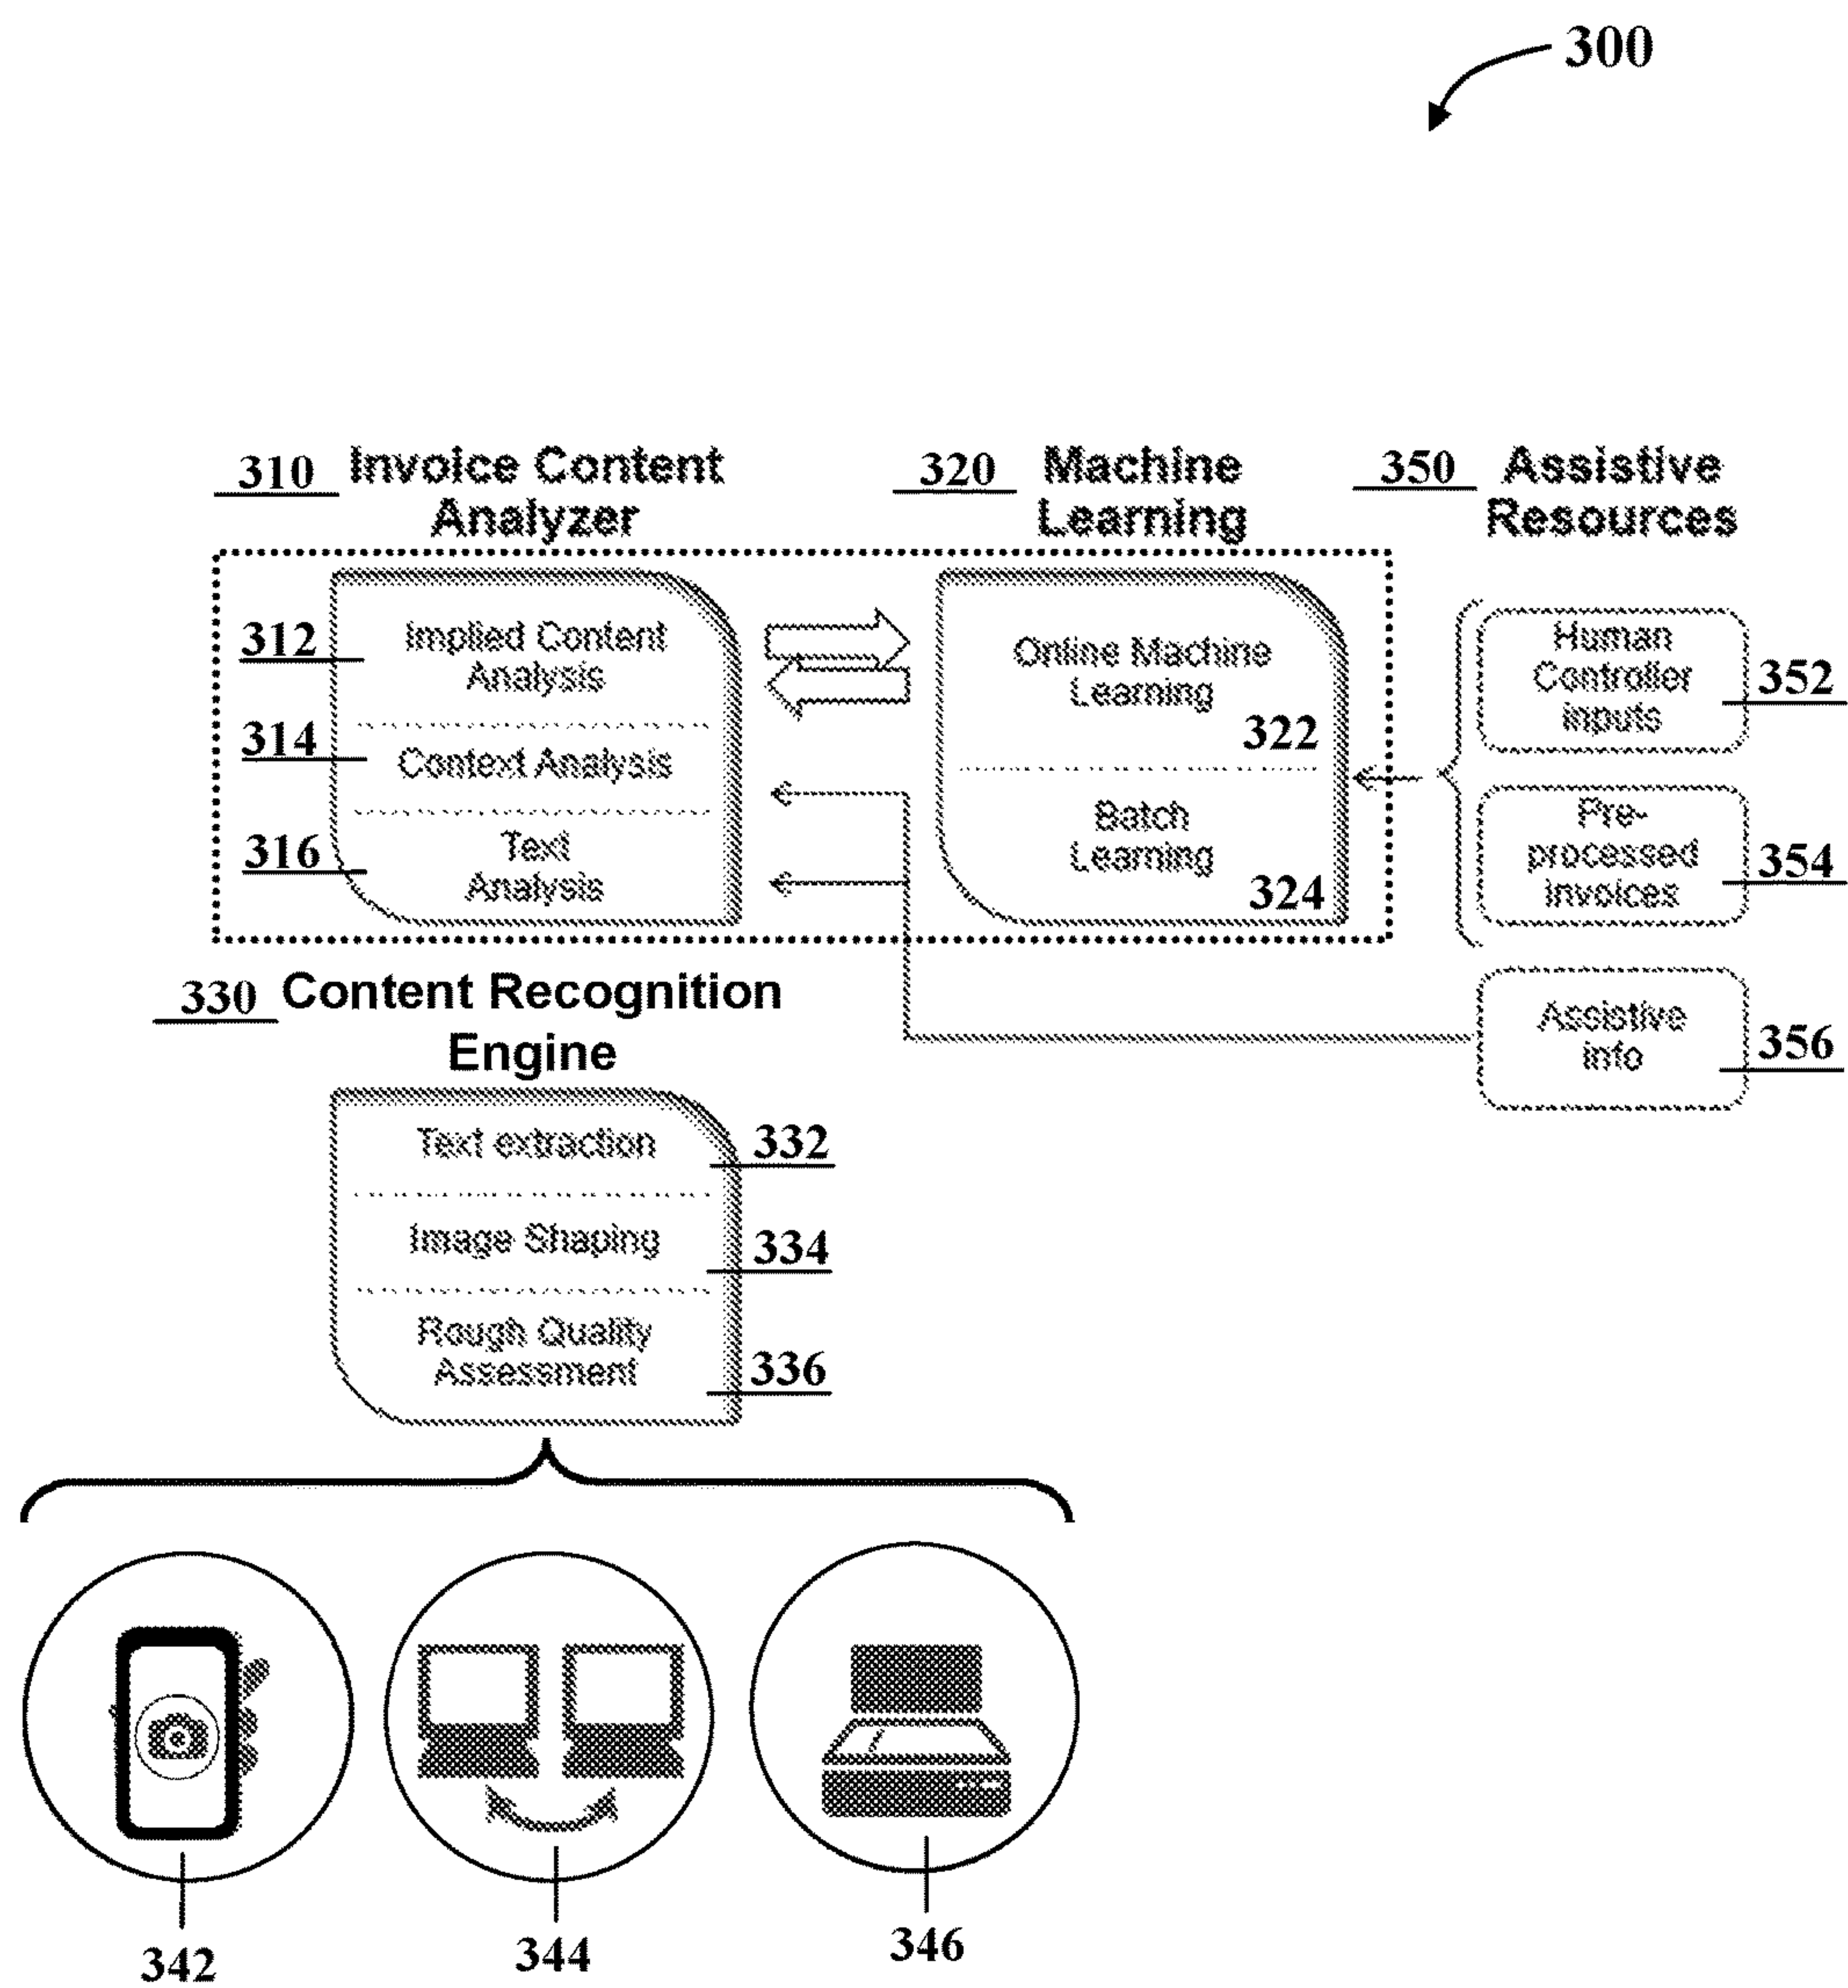 300
310 Invoice Content
Analyzer
320 Machine
Learning
350 Assistive
Resources
312 Implied Content
Analysis
314 Context Analysis
316 Text
Analysis
Online Machine
Learning
322
Batch
Learning
324
Human
Controller
inputs
352
Pre-
processed
invoices
354
Assistive
info
356
330 Content Recognition
Engine
Text extraction 332
Image Shaping 334
Rough Quality
Assessment 336
342
344
346